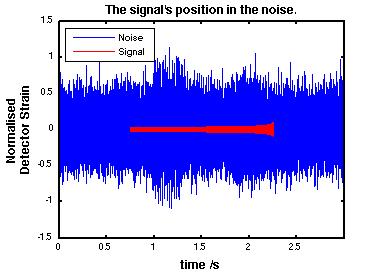 The signal's position in the noise.
Noise
Signal
Normalised
Detector Strain
1.5
1
0.5
0
-0.5
-1
-1.5
0
0.5
1
1.5
2
2.5
time /s